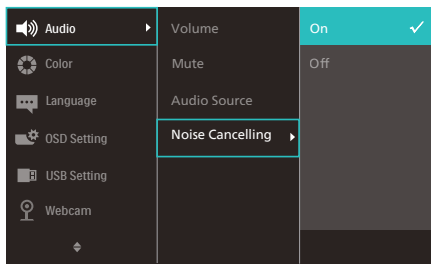 Audio
Color
Language
OSD Setting
USB Setting
Webcam
Volume
Mute
Audio Source
Noise Cancelling
On
Off